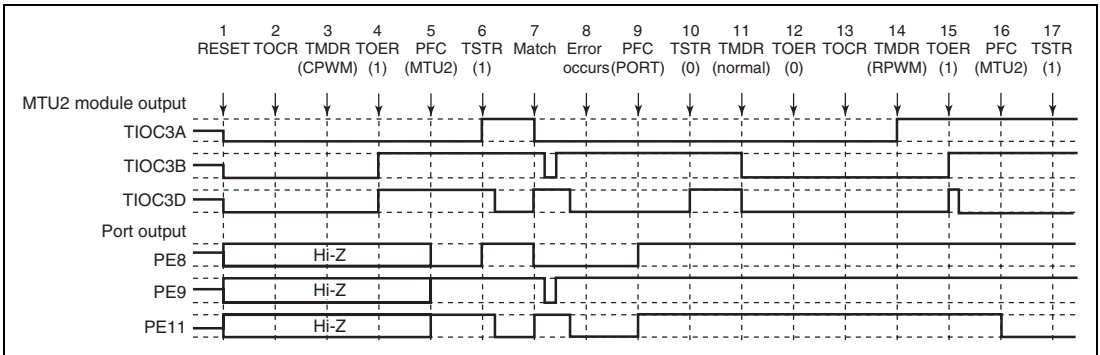 1 2 3 4 5 6 7 8 9 10 11 12 13 14 15 16 17
RESET TOCR TMDR TOER PFC TSTR Match Error PFC TSTR TMDR TOER TOCR TMDR TOER PFC TSTR
(CPWM) (1) (MTU2) (1) occurs (PORT) (0) (normal) (0) (RPWM) (1) (MTU2) (1)
MTU2 module output
TIOC3A
TIOC3B
TIOC3D
Port output
PE8 Hi-Z
PE9 Hi-Z
PE11 Hi-Z